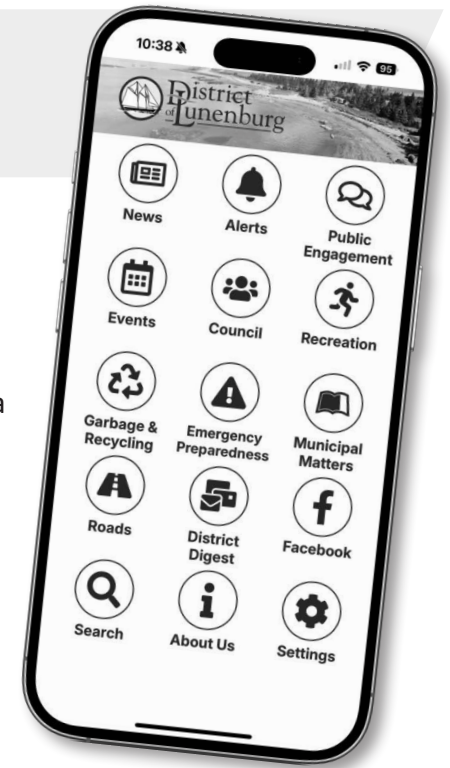 10:38
95
District
of Lunenburg
News
Alerts
Public
Engagement
Events
Council
Recreation
a
Garbage &
Recycling
Emergency
Preparedness
Municipal
Matters
Roads
District
Digest
Facebook
Search
About Us
Settings